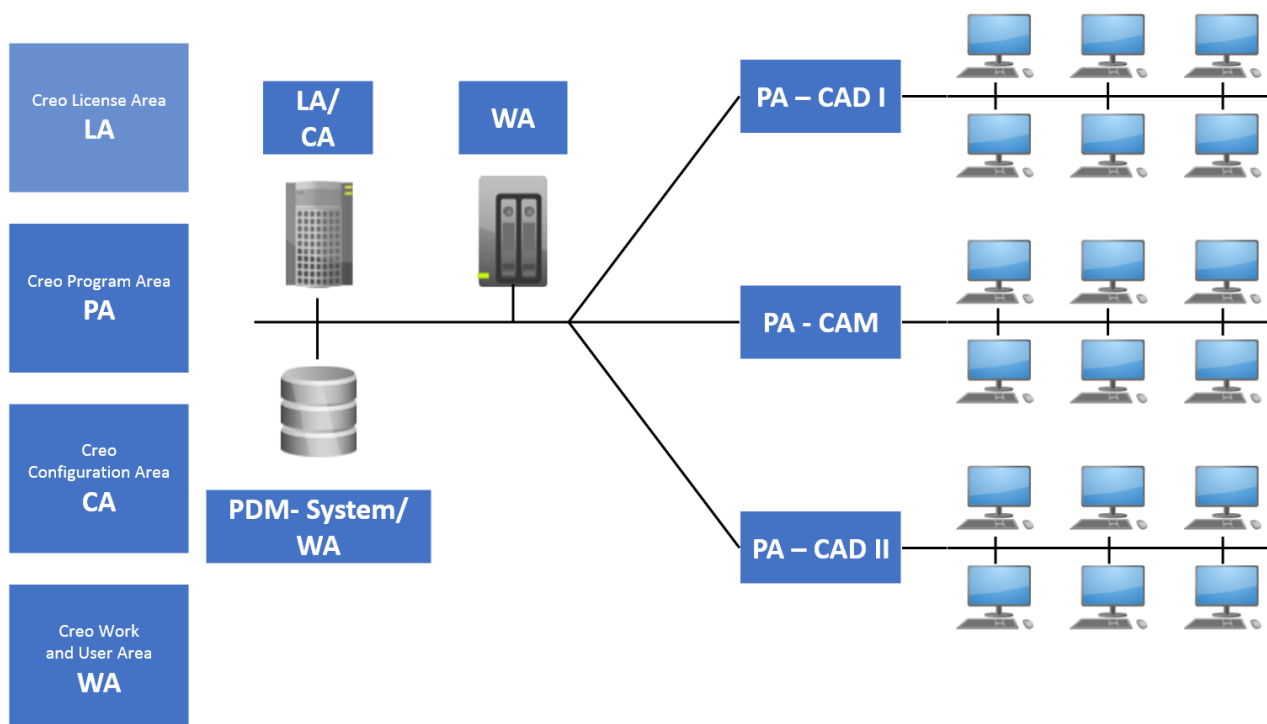 Creo License Area
LA
Creo Program Area
PA
Creo
Configuration Area
CA
Creo Work
and User Area
WA
LA/
CA
WA
PDM- System/
WA
PA – CAD I
PA - CAM
PA – CAD II